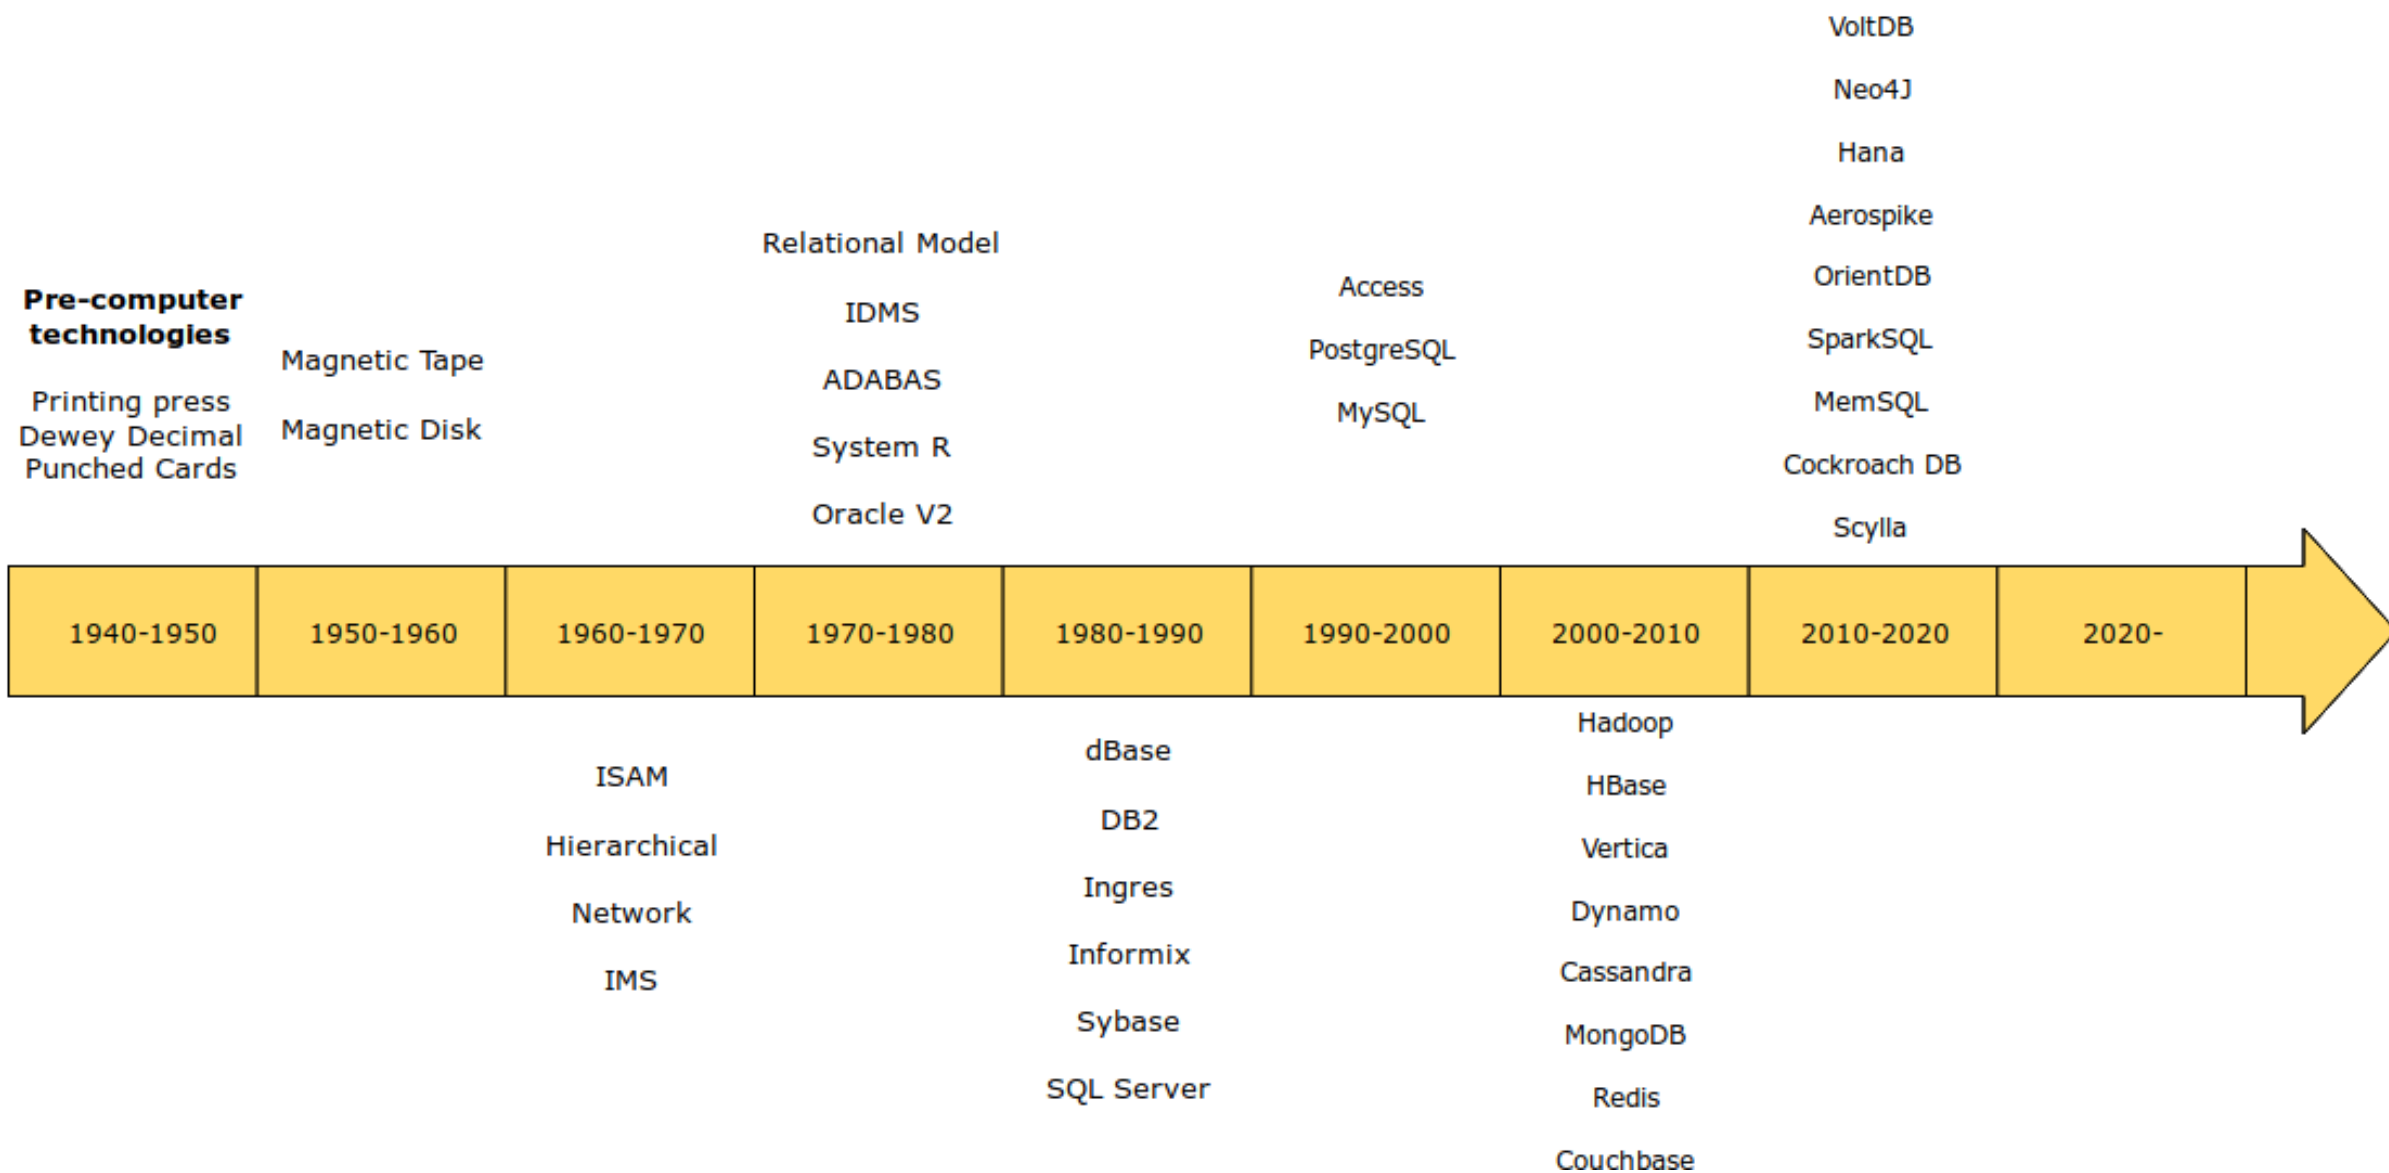 VoltDB
Neo4J
Hana
Aerospike
OrientDB
SparkSQL
MemSQL
Cockroach DB
Scylla
Relational Model
IDMS
ADABAS
System R
Oracle V2
Access
PostgreSQL
MySQL
Pre-computer
technologies
Printing press
Dewey Decimal
Punched Cards
Magnetic Tape
Magnetic Disk
1940-1950
1950-1960
1960-1970
1970-1980
1980-1990
1990-2000
2000-2010
2010-2020
2020-
ISAM
Hierarchical
Network
IMS
dBase
DB2
Ingres
Informix
Sybase
SQL Server
Hadoop
HBase
Vertica
Dynamo
Cassandra
MongoDB
Redis
Couchbase